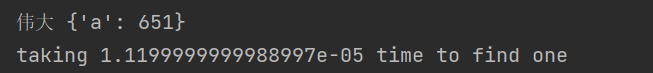 伟大 {'a': 651}
taking 1.1199999999988997e-05 time to find one